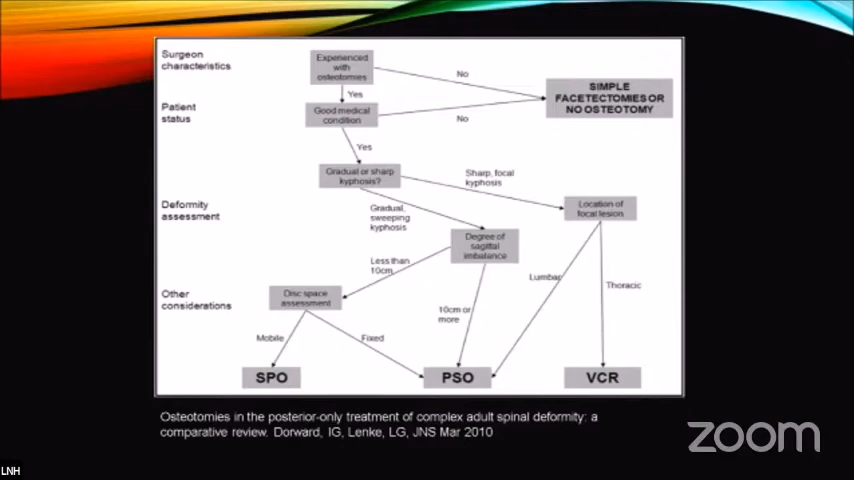 Surgeon
characteristics
Experienced
with
osteotomies
No
SIMPLE
FACETECTOMIES OR
NO OSTEOTOMY
Yes
Patient
status
Good medical
condition
No
Yes
Gradual or sharp
kyphosis?
Sharp, focal
kyphosis
Deformity
assessment
Gradual,
sweeping
kyphosis
Location of
focal lesion
Degree of
sagittal
imbalance
Less than
10cm
Lumbar
Thoracic
Other
considerations
Disc space
assessment
10cm or
more
Mobile
Fixed
SPO
PSO
VCR
Osteotomies in the posterior-only treatment of complex adult spinal deformity: a
comparative review. Dorward, IG, Lenke, LG, JNS Mar 2010
zoom
LNH